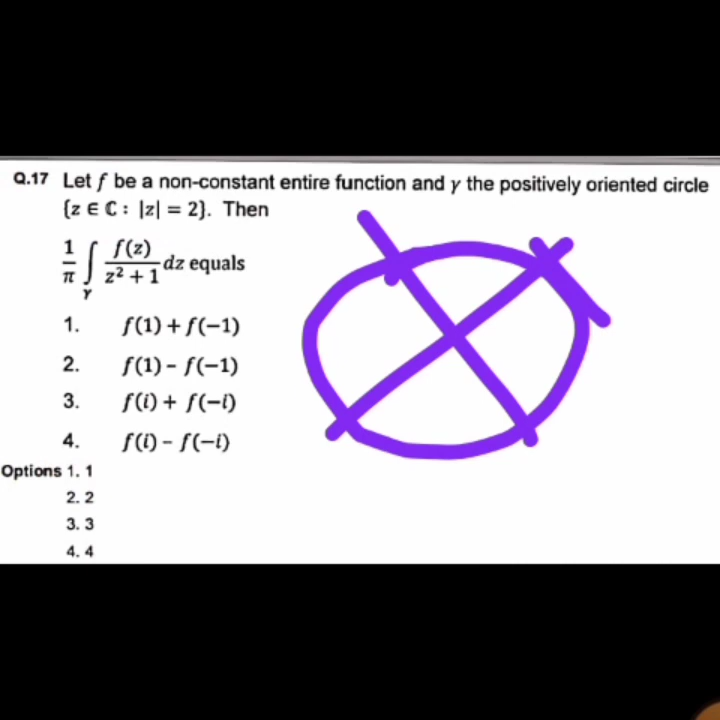 Q.17 Let f be a non-constant entire function and γ the positively oriented circle
{z ∈ ℂ : |z| = 2}. Then
1/π ∫γ f(z)/(z² + 1) dz equals
1. f(1) + f(−1)
2. f(1) − f(−1)
3. f(i) + f(−i)
4. f(i) − f(−i)
Options 1. 1
2. 2
3. 3
4. 4